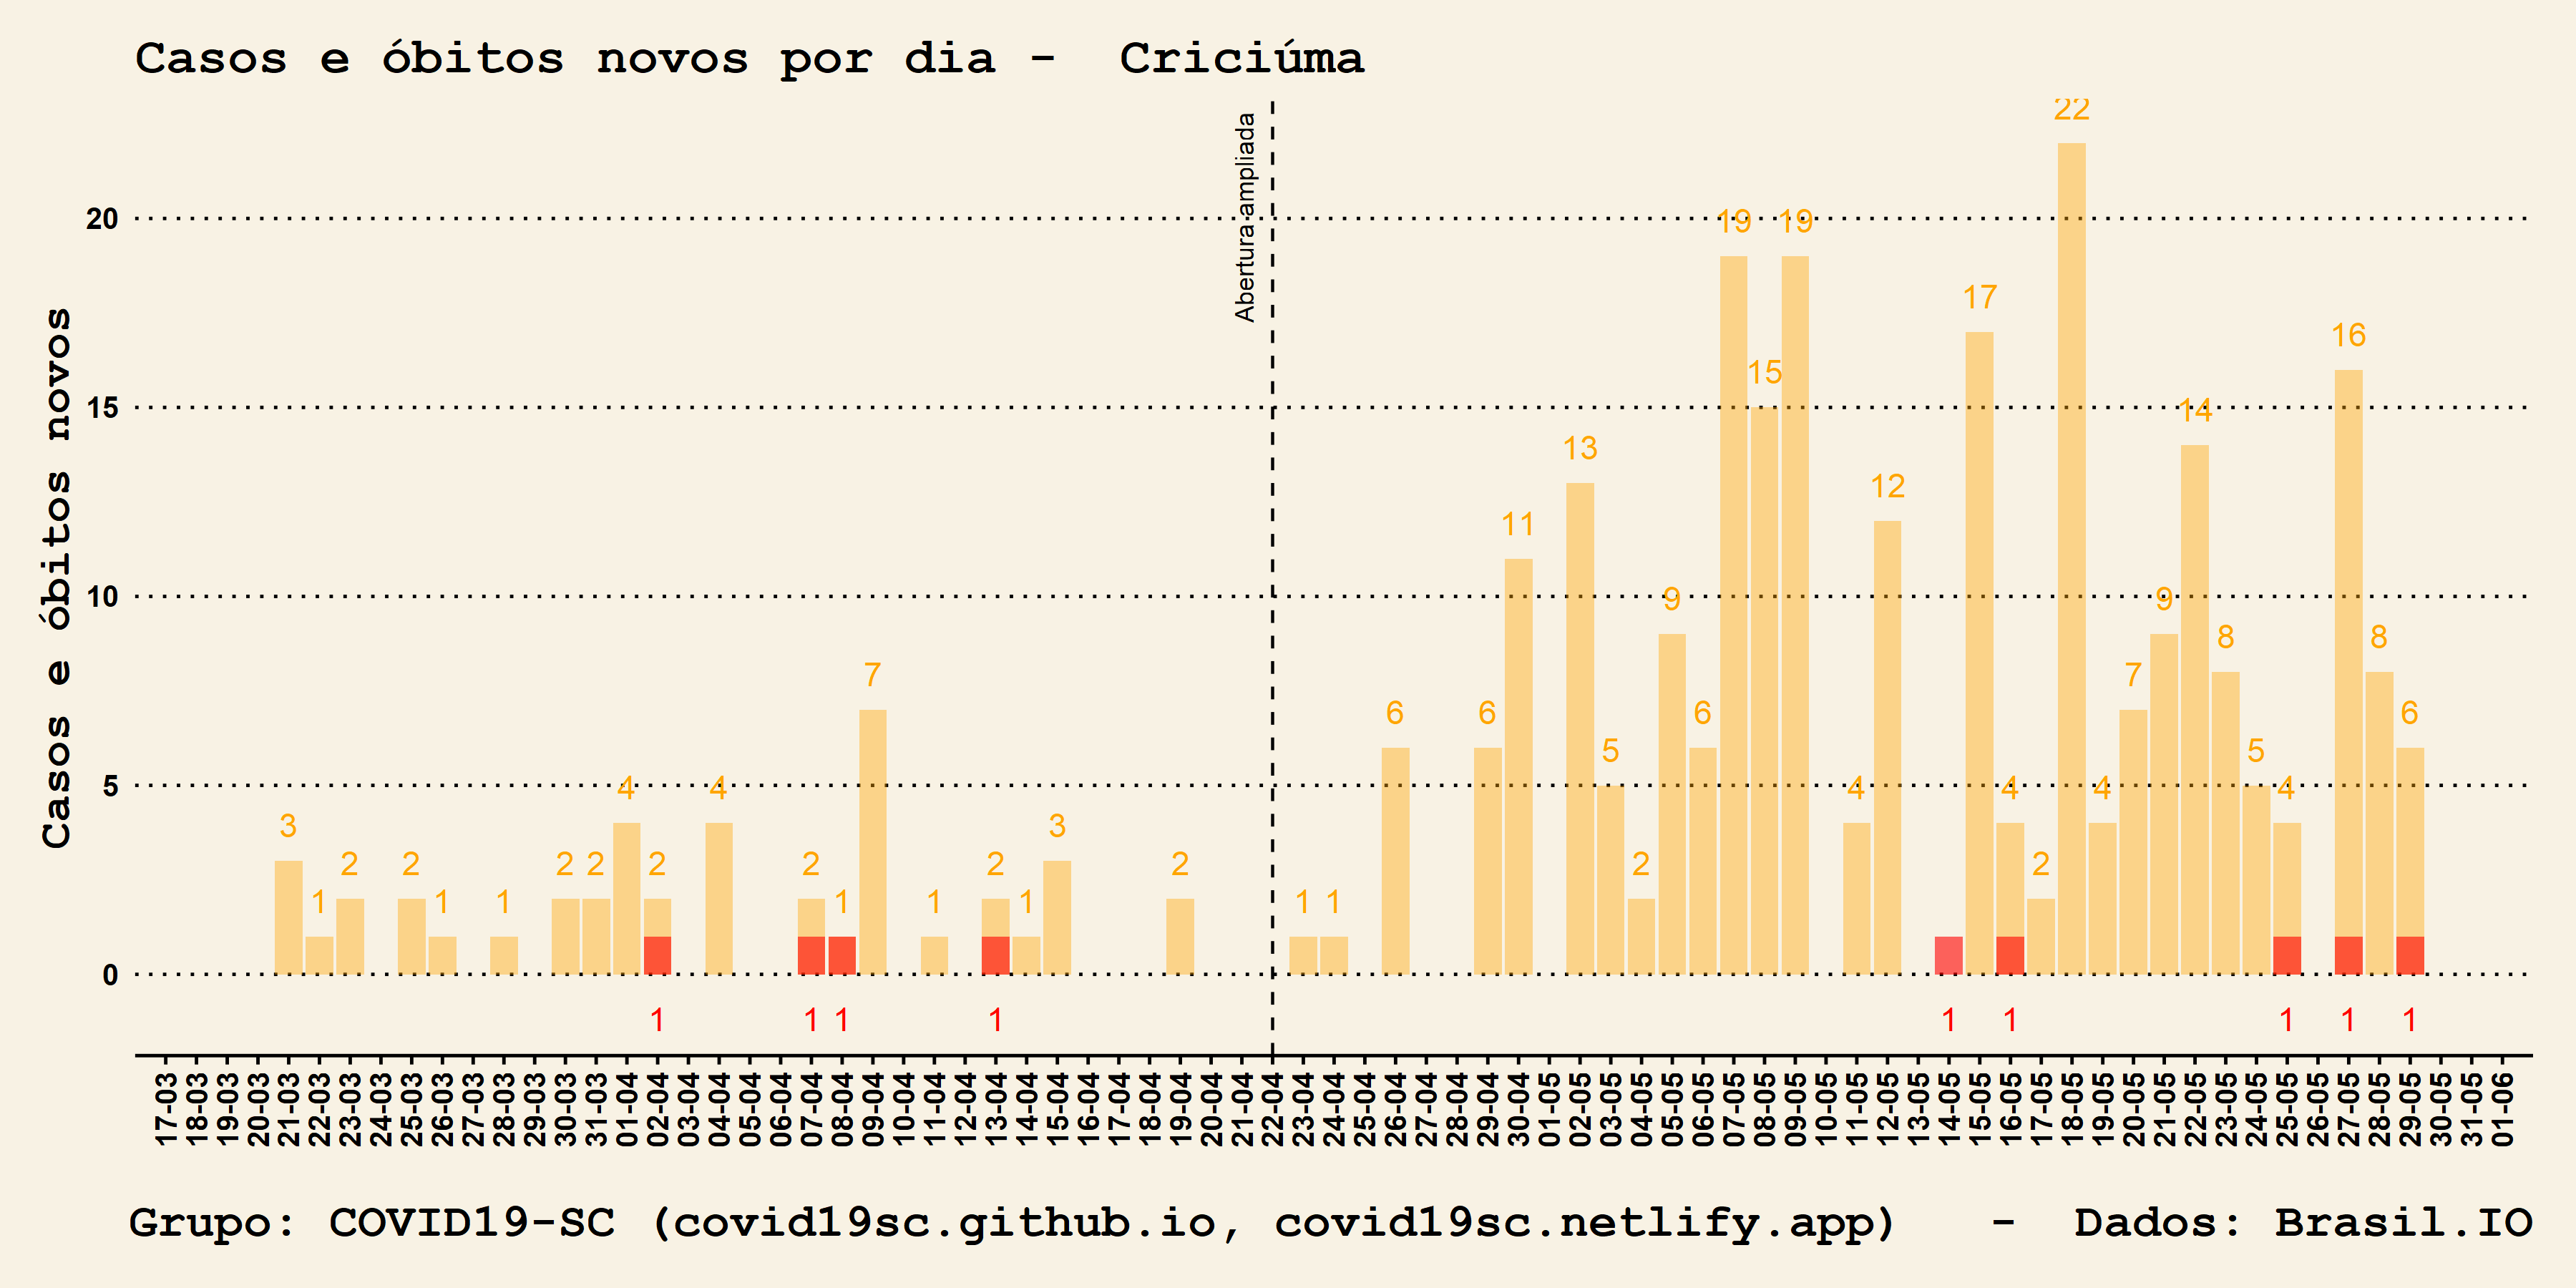 Casos e óbitos novos por dia -  Criciúma
Casos e óbitos novos
Abertura ampliada
20
15
10
5
0
3 1 2 2 1 1 2 2 4 2 4 2 1 7 1 2 1 3 2 1 1 6 6 11 13 5 2 9 6 19 15 19 4 12 17 4 2 22 4 7 9 14 8 5 4 16 8 6
1 1 1 1 1 1 1 1 1
17-03 18-03 19-03 20-03 21-03 22-03 23-03 24-03 25-03 26-03 27-03 28-03 29-03 30-03 31-03 01-04 02-04 03-04 04-04 05-04 06-04 07-04 08-04 09-04 10-04 11-04 12-04 13-04 14-04 15-04 16-04 17-04 18-04 19-04 20-04 21-04 22-04 23-04 24-04 25-04 26-04 27-04 28-04 29-04 30-04 01-05 02-05 03-05 04-05 05-05 06-05 07-05 08-05 09-05 10-05 11-05 12-05 13-05 14-05 15-05 16-05 17-05 18-05 19-05 20-05 21-05 22-05 23-05 24-05 25-05 26-05 27-05 28-05 29-05 30-05 31-05 01-06
Grupo: COVID19-SC (covid19sc.github.io, covid19sc.netlify.app)   -  Dados: Brasil.IO